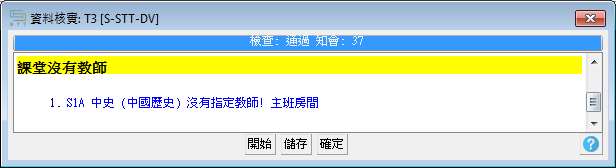 資料核實: T3 [S-STT-DV]
檢查: 通過 知會: 37
課堂沒有教師
1. S1A 中史 (中國歷史) 沒有指定教師! 主班房間
開始 儲存 確定
?